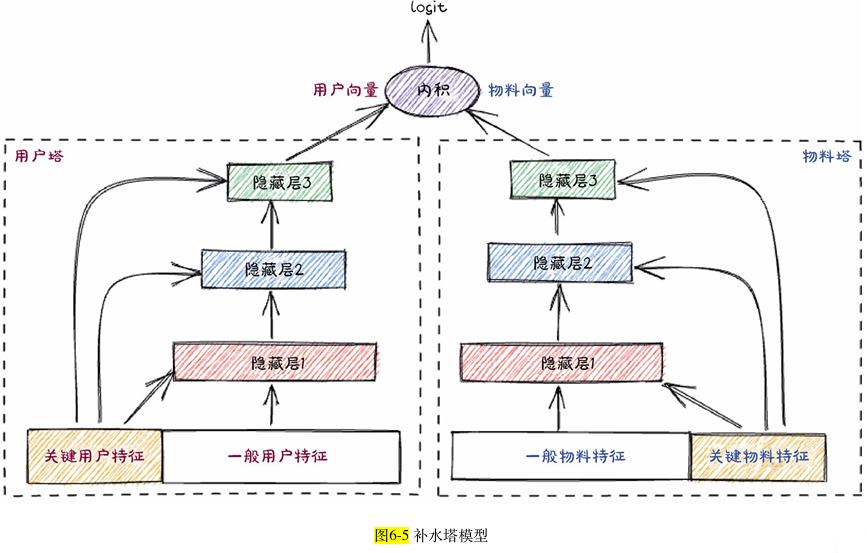 logit
用户向量
内积
物料向量
用户塔
物料塔
隐藏层3
隐藏层3
隐藏层2
隐藏层2
隐藏层1
隐藏层1
关键用户特征
一般用户特征
一般物料特征
关键物料特征
图6-5 补水塔模型